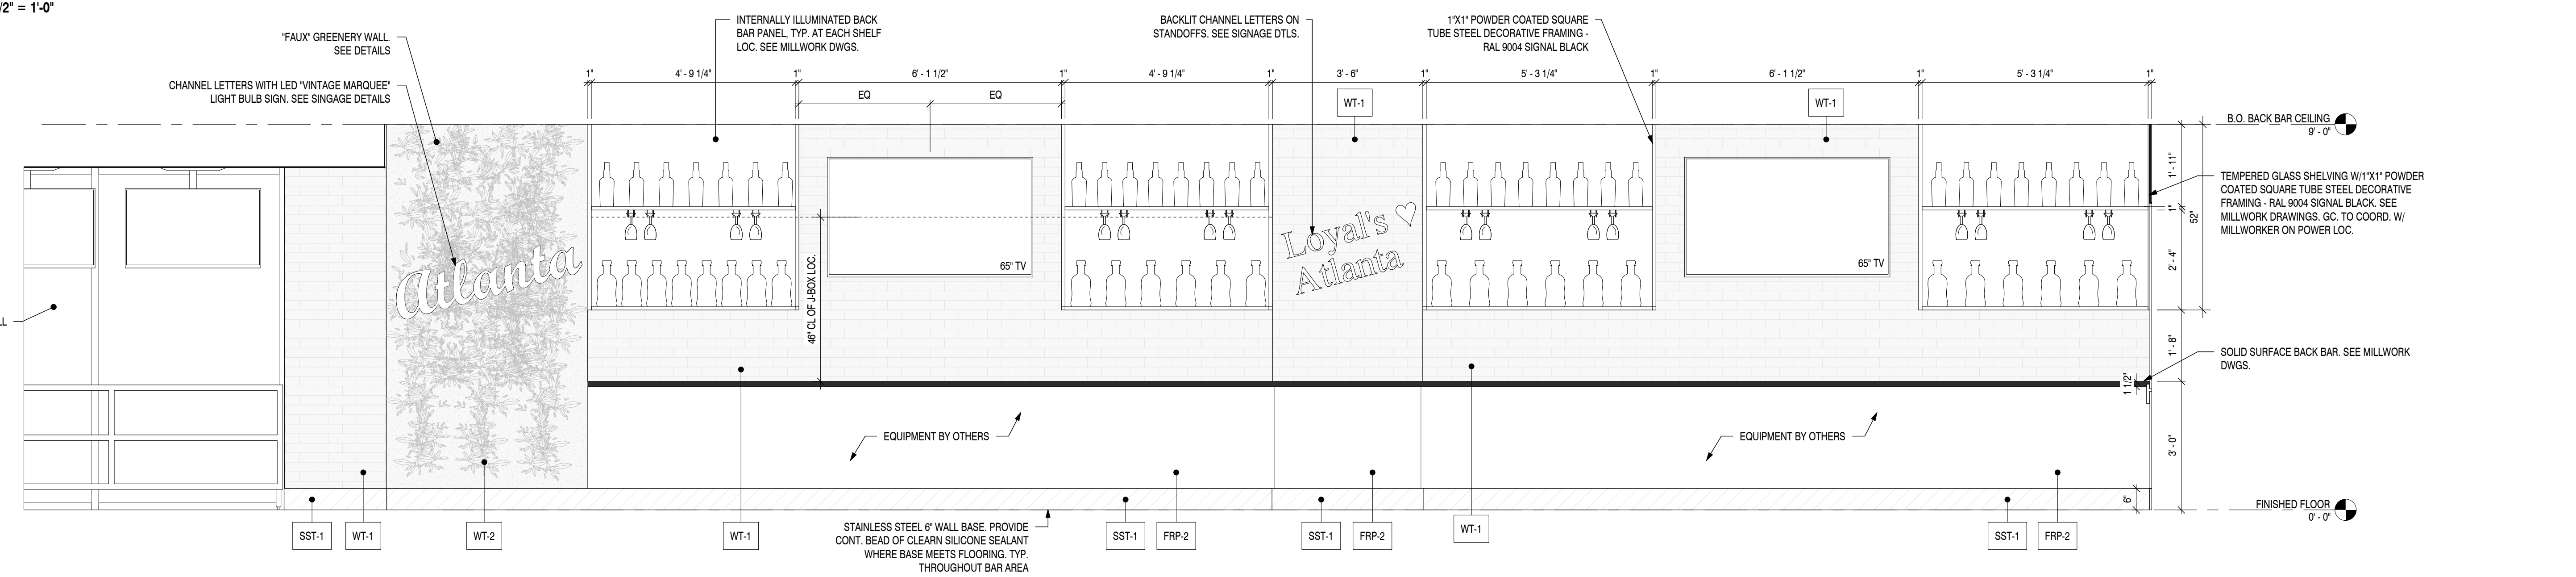 /2" = 1'-0"
"FAUX" GREENERY WALL.
SEE DETAILS
CHANNEL LETTERS WITH LED "VINTAGE MARQUEE"
LIGHT BULB SIGN. SEE SINGAGE DETAILS
INTERNALLY ILLUMINATED BACK
BAR PANEL, TYP. AT EACH SHELF
LOC. SEE MILLWORK DWGS.
BACKLIT CHANNEL LETTERS ON
STANDOFFS. SEE SIGNAGE DTLS.
1"X1" POWDER COATED SQUARE
TUBE STEEL DECORATIVE FRAMING -
RAL 9004 SIGNAL BLACK
1" 4' - 9 1/4" 1" 6' - 1 1/2" 1" 4' - 9 1/4" 1" 3' - 6" 1" 5' - 3 1/4" 1" 6' - 1 1/2" 1" 5' - 3 1/4" 1"
EQ EQ
WT-1 WT-1
B.O. BACK BAR CEILING
9' - 0"
1' - 11"
1"
52"
2' - 4"
1' - 8"
1 1/2"
3' - 0"
6"
TEMPERED GLASS SHELVING W/1"X1" POWDER
COATED SQUARE TUBE STEEL DECORATIVE
FRAMING - RAL 9004 SIGNAL BLACK. SEE
MILLWORK DRAWINGS. GC. TO COORD. W/
MILLWORKER ON POWER LOC.
Atlanta
46" CL OF J-BOX LOC.
65" TV
Loyal's ♡
Atlanta
65" TV
LL
SOLID SURFACE BACK BAR. SEE MILLWORK
DWGS.
EQUIPMENT BY OTHERS
EQUIPMENT BY OTHERS
FINISHED FLOOR
0' - 0"
SST-1 WT-1 WT-2 WT-1 SST-1 FRP-2 SST-1 FRP-2 WT-1 SST-1 FRP-2
STAINLESS STEEL 6" WALL BASE. PROVIDE
CONT. BEAD OF CLEARN SILICONE SEALANT
WHERE BASE MEETS FLOORING. TYP.
THROUGHOUT BAR AREA